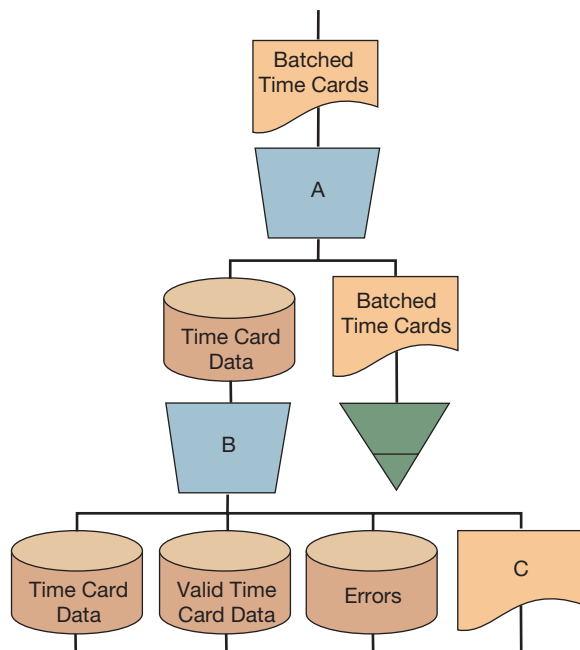 Batched
Time Cards
A
Time Card
Data
Batched
Time Cards
B
Time Card
Data
Valid Time
Card Data
Errors
C